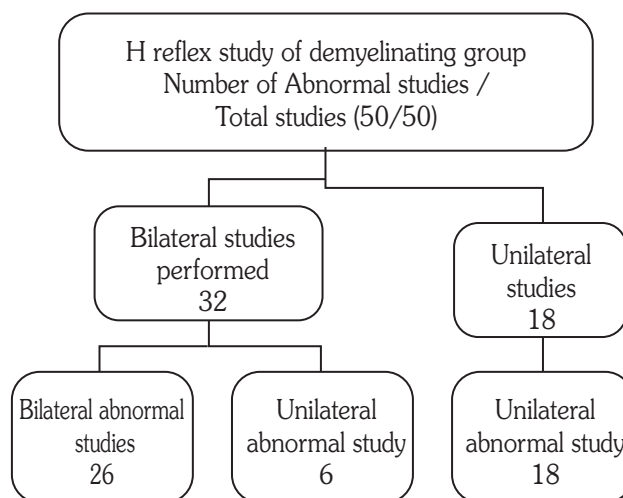 H reflex study of demyelinating group
Number of Abnormal studies /
Total studies (50/50)
Bilateral studies
performed
32
Unilateral
studies
18
Bilateral abnormal
studies
26
Unilateral
abnormal study
6
Unilateral
abnormal study
18